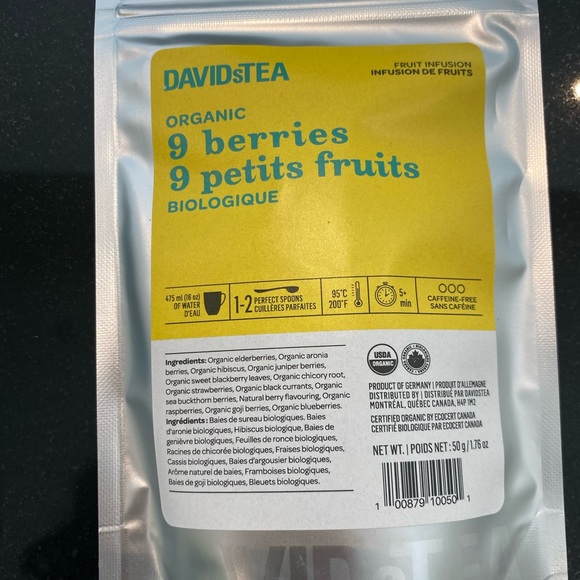 DAVIDsTEA
FRUIT INFUSION
INFUSION DE FRUITS
ORGANIC
9 berries
9 petits fruits
BIOLOGIQUE
475 ml (16 oz)
OF WATER
D'EAU
1-2 PERFECT SPOONS
CUILLÈRES PARFAITES
95°C
200°F
5+
min
CAFFEINE-FREE
SANS CAFÉINE
Ingredients: Organic elderberries, Organic aronia
berries, Organic hibiscus, Organic juniper berries,
Organic sweet blackberry leaves, Organic chicory root,
Organic strawberries, Organic black currants, Organic
sea buckthorn berries, Natural berry flavouring, Organic
raspberries, Organic goji berries, Organic blueberries.
Ingrédients: Baies de sureau biologiques. Baies
d'aronie biologiques, Hibiscus biologique, Baies de
genièvre biologiques, Feuilles de ronce biologiques,
Racines de chicorée biologiques, Fraises biologiques,
Cassis biologiques, Baies d'argousier biologiques,
Arôme naturel de baies, Framboises biologiques,
Baies de goji biologiques, Bleuets biologiques.
USDA
ORGANIC
PRODUCT OF GERMANY | PRODUIT D'ALLEMAGNE
DISTRIBUTED BY | DISTRIBUÉ PAR DAVIDSTEA
MONTRÉAL, QUÉBEC CANADA, H4P 1M2
CERTIFIED ORGANIC BY ECOCERT CANADA
CERTIFIÉ BIOLOGIQUE PAR ECOCERT CANADA
NET WT. | POIDS NET : 50 g / 1.76 oz
1 00879 10050 1